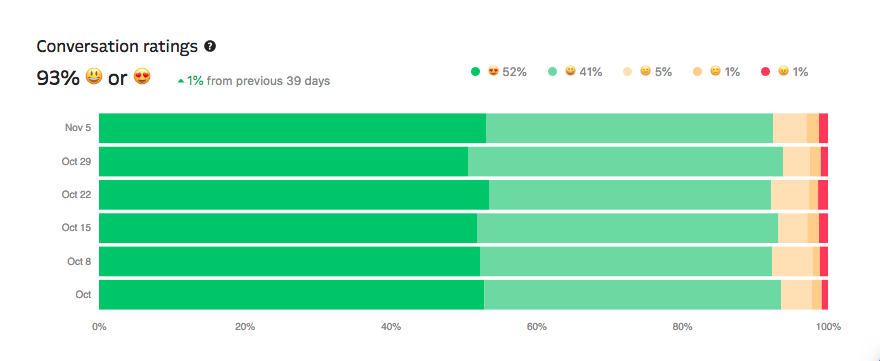 Conversation ratings ?
93% 😃 or 😍
1% from previous 39 days
😍 52% 😀 41% 😊 5% 😐 1% 😠 1%
Nov 5
Oct 29
Oct 22
Oct 15
Oct 8
Oct
0% 20% 40% 60% 80% 100%